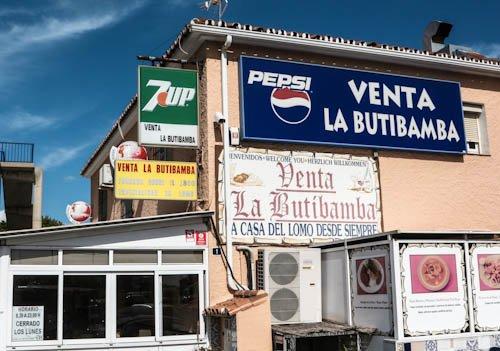 7UP
VENTA
LA BUTIBAMBA
PEPSI
VENTA
LA BUTIBAMBA
VENTA LA BUTIBAMBA
BIENVENIDOS•WELCOME•HERZLICH WILLKOMMEN
Venta
La Butibamba
LA CASA DEL LOMO DESDE SIEMPRE
HORARIO
CERRADO
LOS LUNES